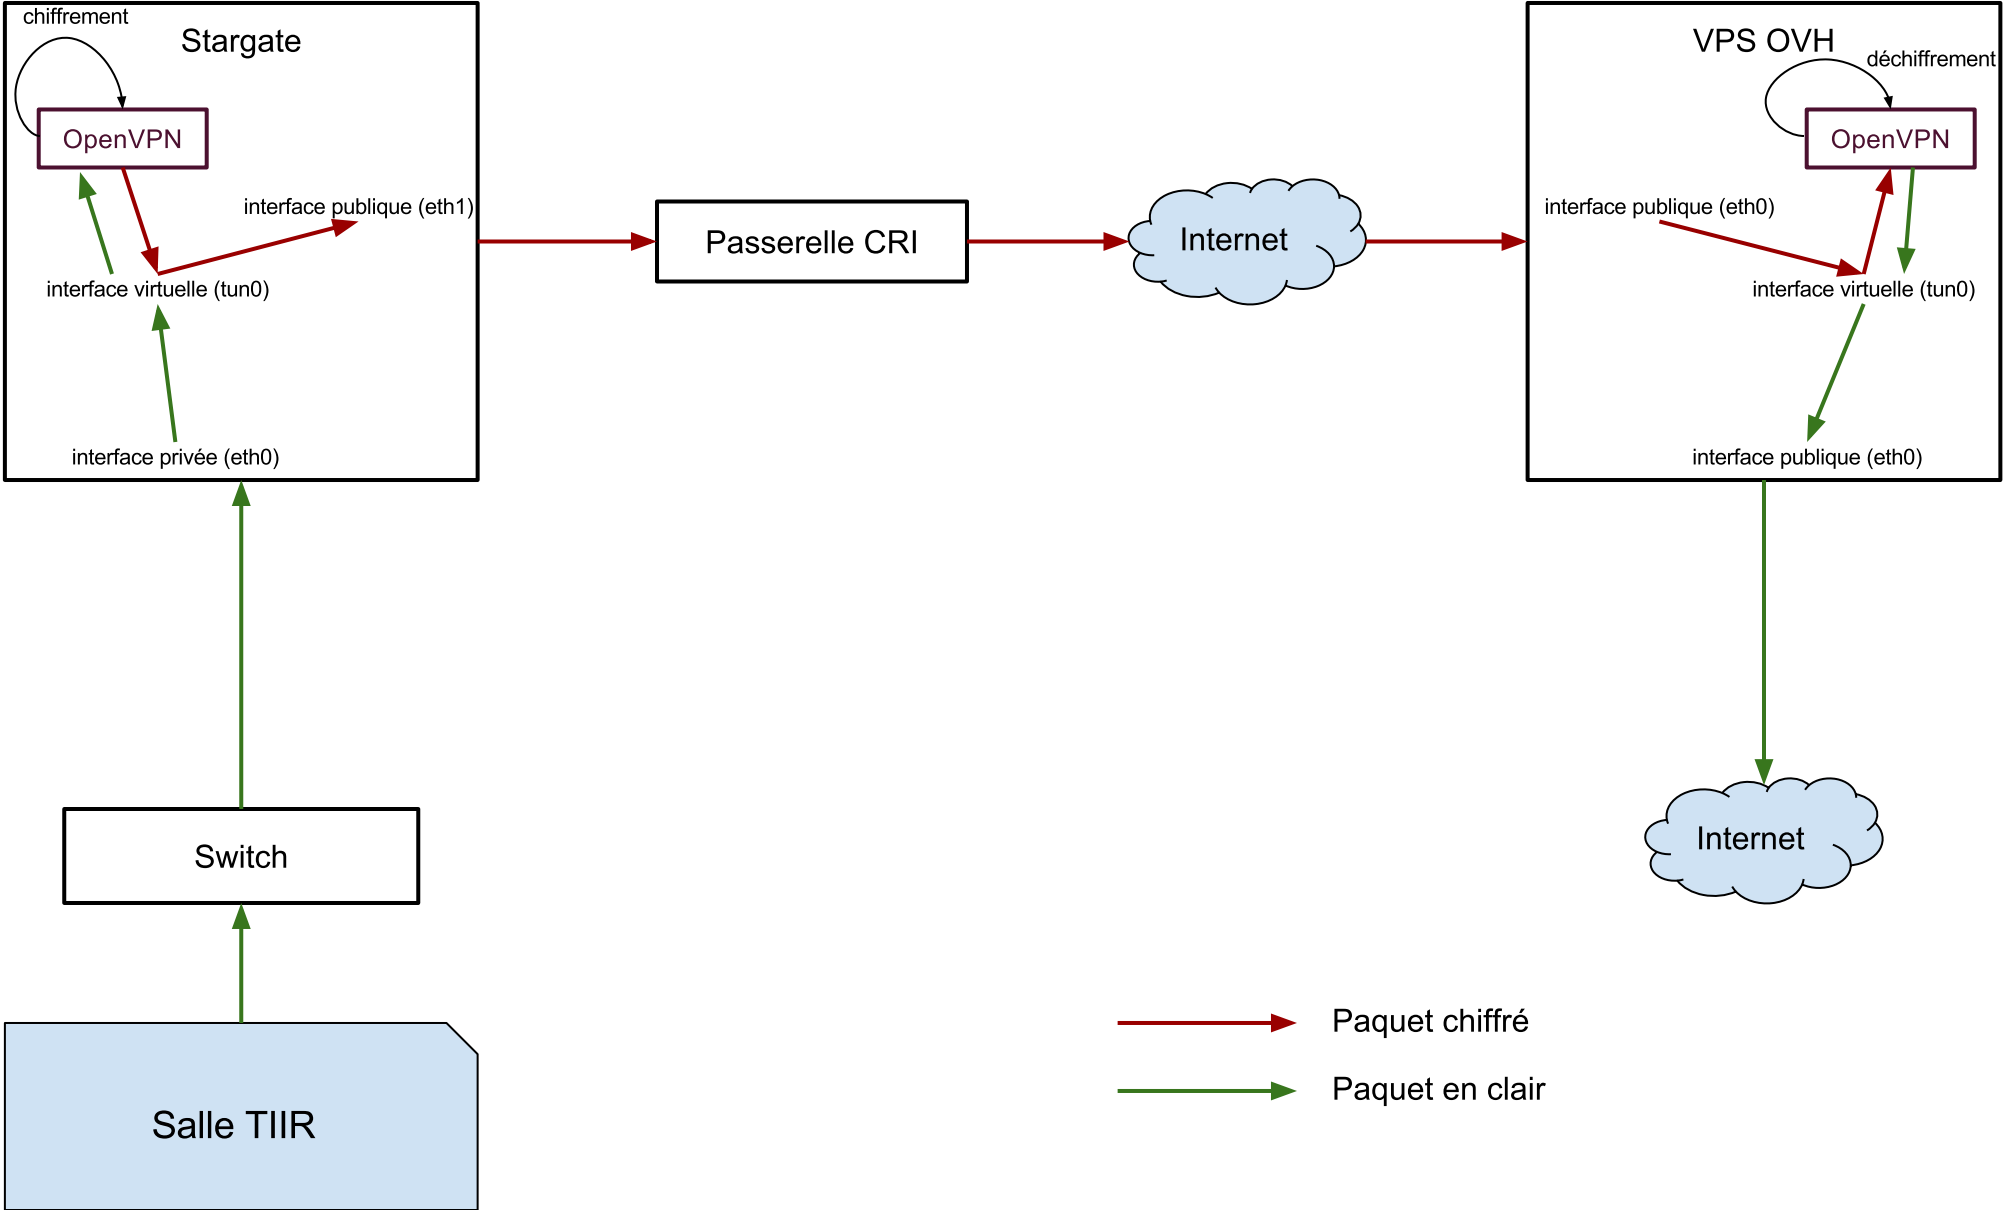 chiffrement
Stargate
OpenVPN
interface publique (eth1)
interface virtuelle (tun0)
interface privée (eth0)
Passerelle CRI
Internet
VPS OVH
déchiffrement
OpenVPN
interface publique (eth0)
interface virtuelle (tun0)
interface publique (eth0)
Switch
Internet
Salle TIIR
Paquet chiffré
Paquet en clair